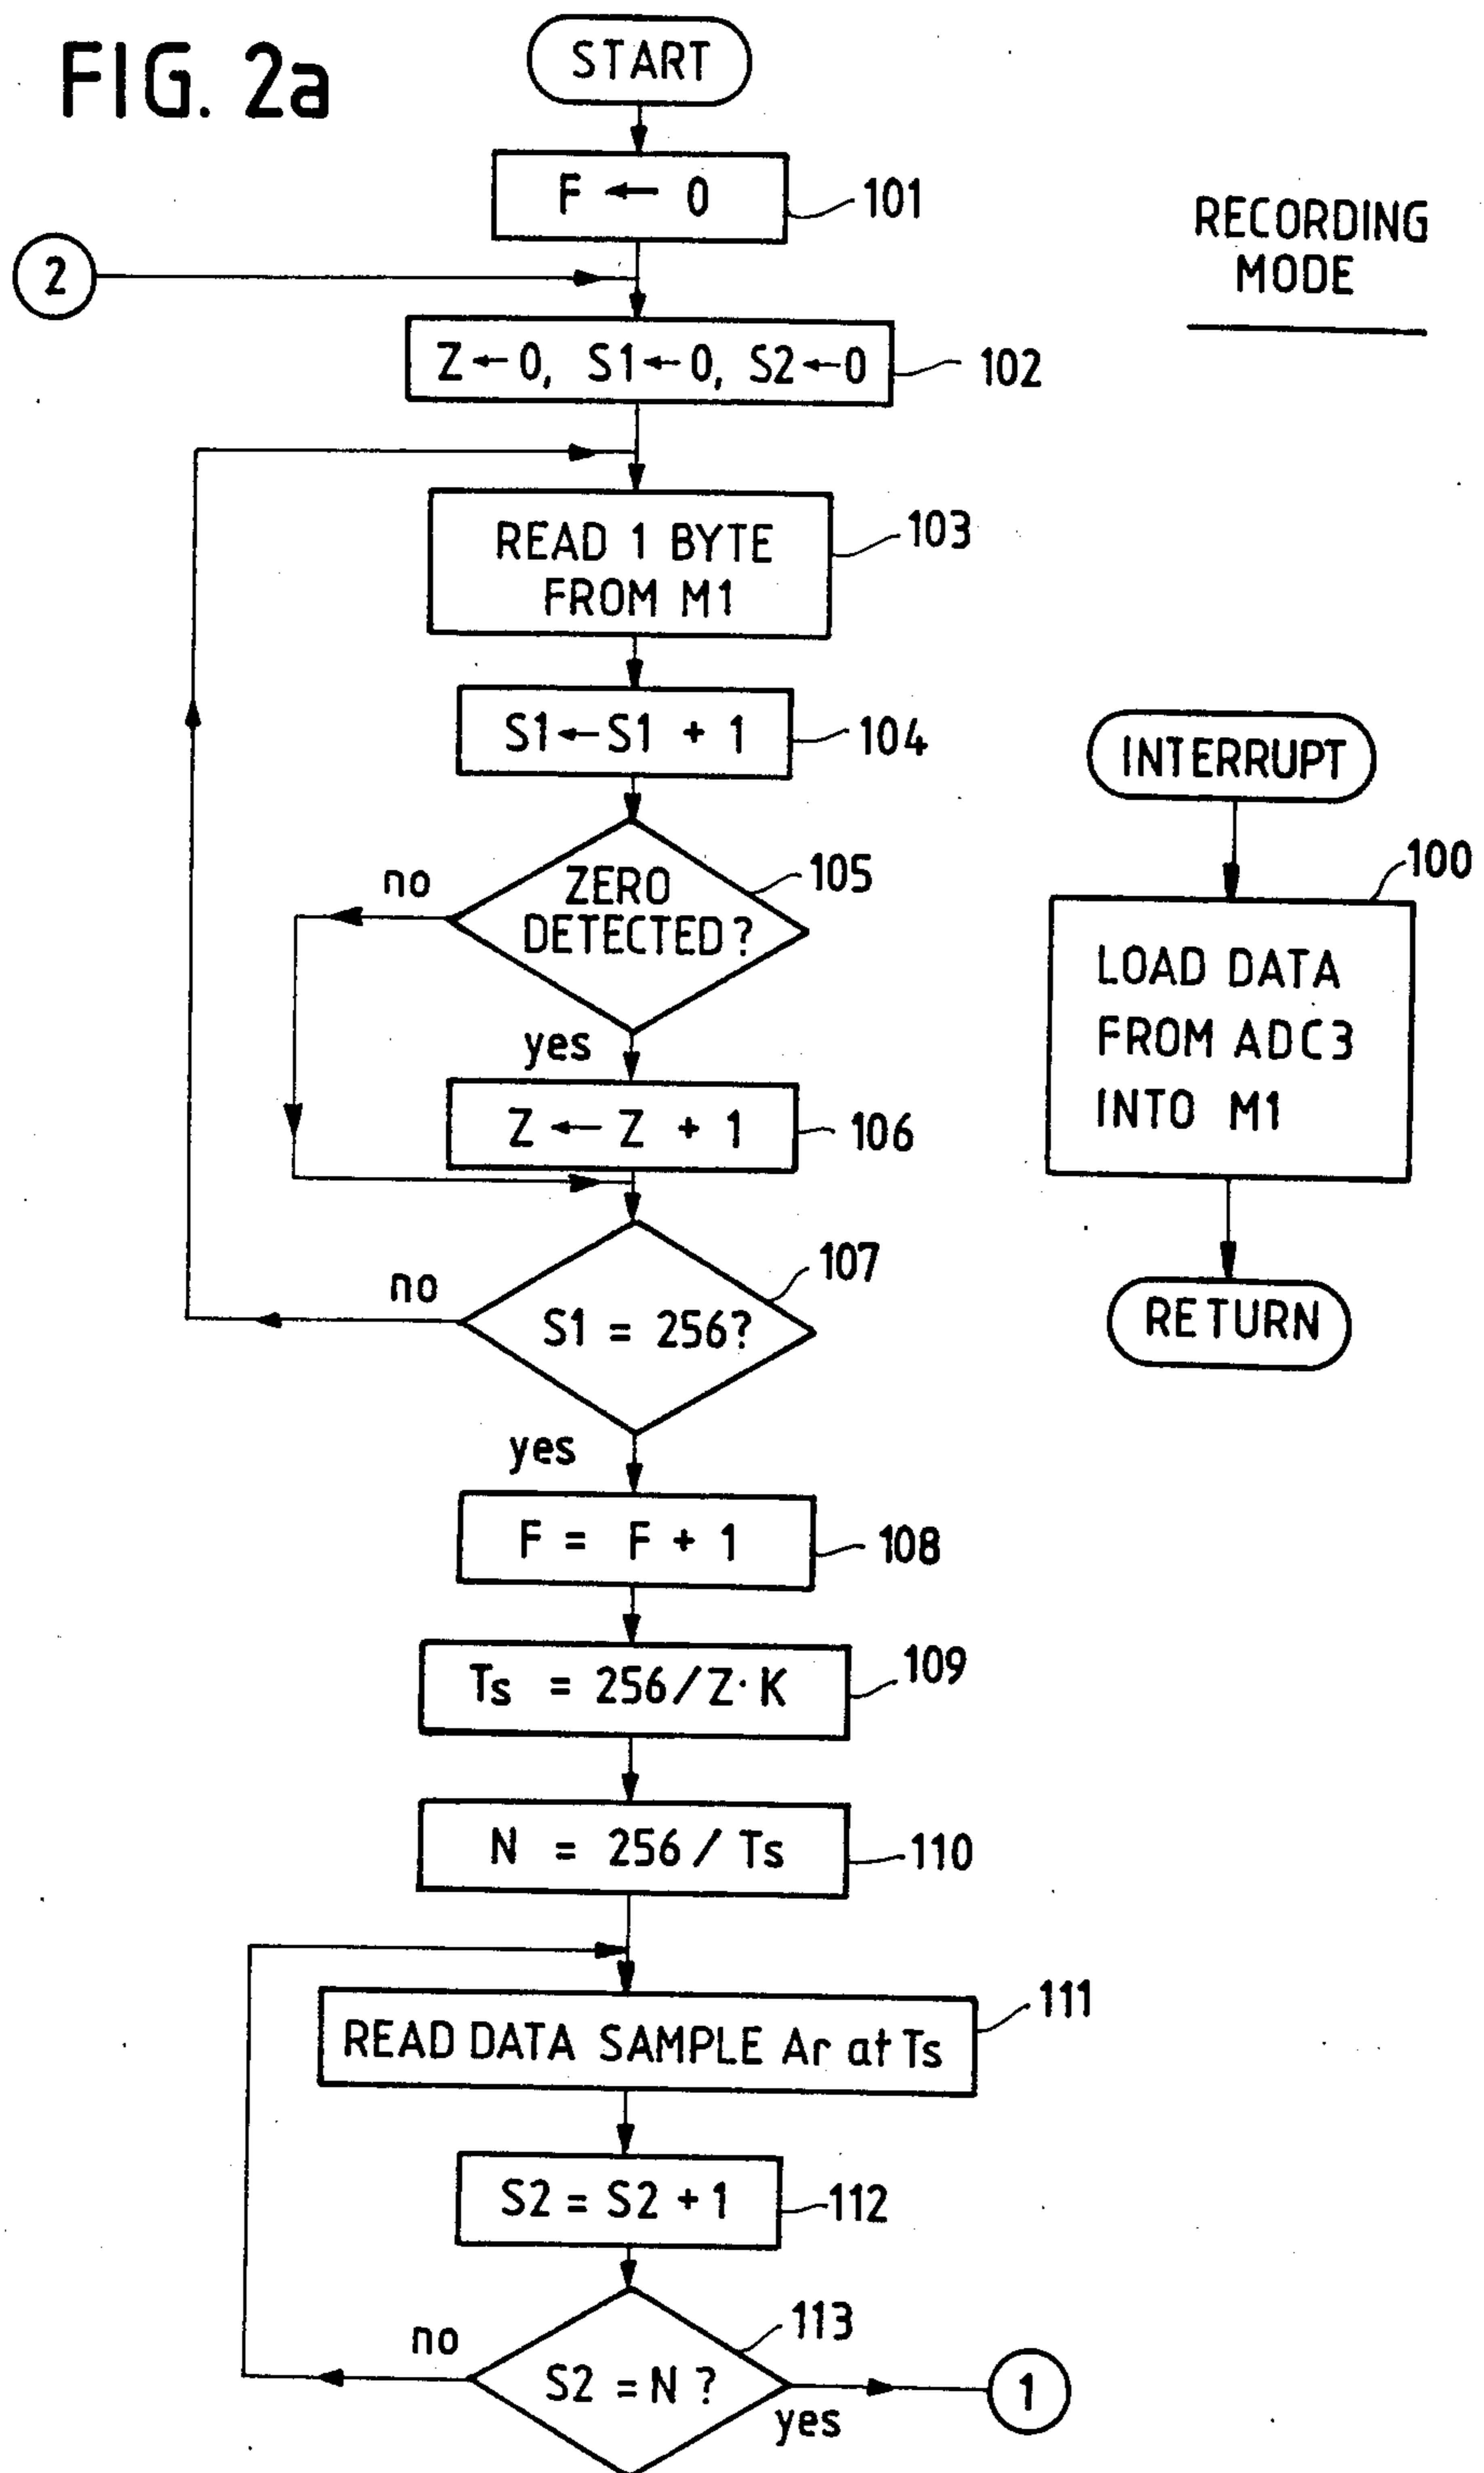 FIG. 2a
START
F ← 0
101
RECORDING
MODE
2
Z←0, S1←0, S2←0
102
READ 1 BYTE
FROM M1
103
S1←S1 + 1
104
ZERO
DETECTED?
105
no
yes
Z ← Z + 1
106
S1 = 256?
107
no
yes
F = F + 1
108
Ts = 256/Z·K
109
N = 256 / Ts
110
READ DATA SAMPLE Ar at Ts
111
S2 = S2 + 1
112
S2 = N ?
113
no
yes
1
INTERRUPT
100
LOAD DATA
FROM ADC3
INTO M1
RETURN